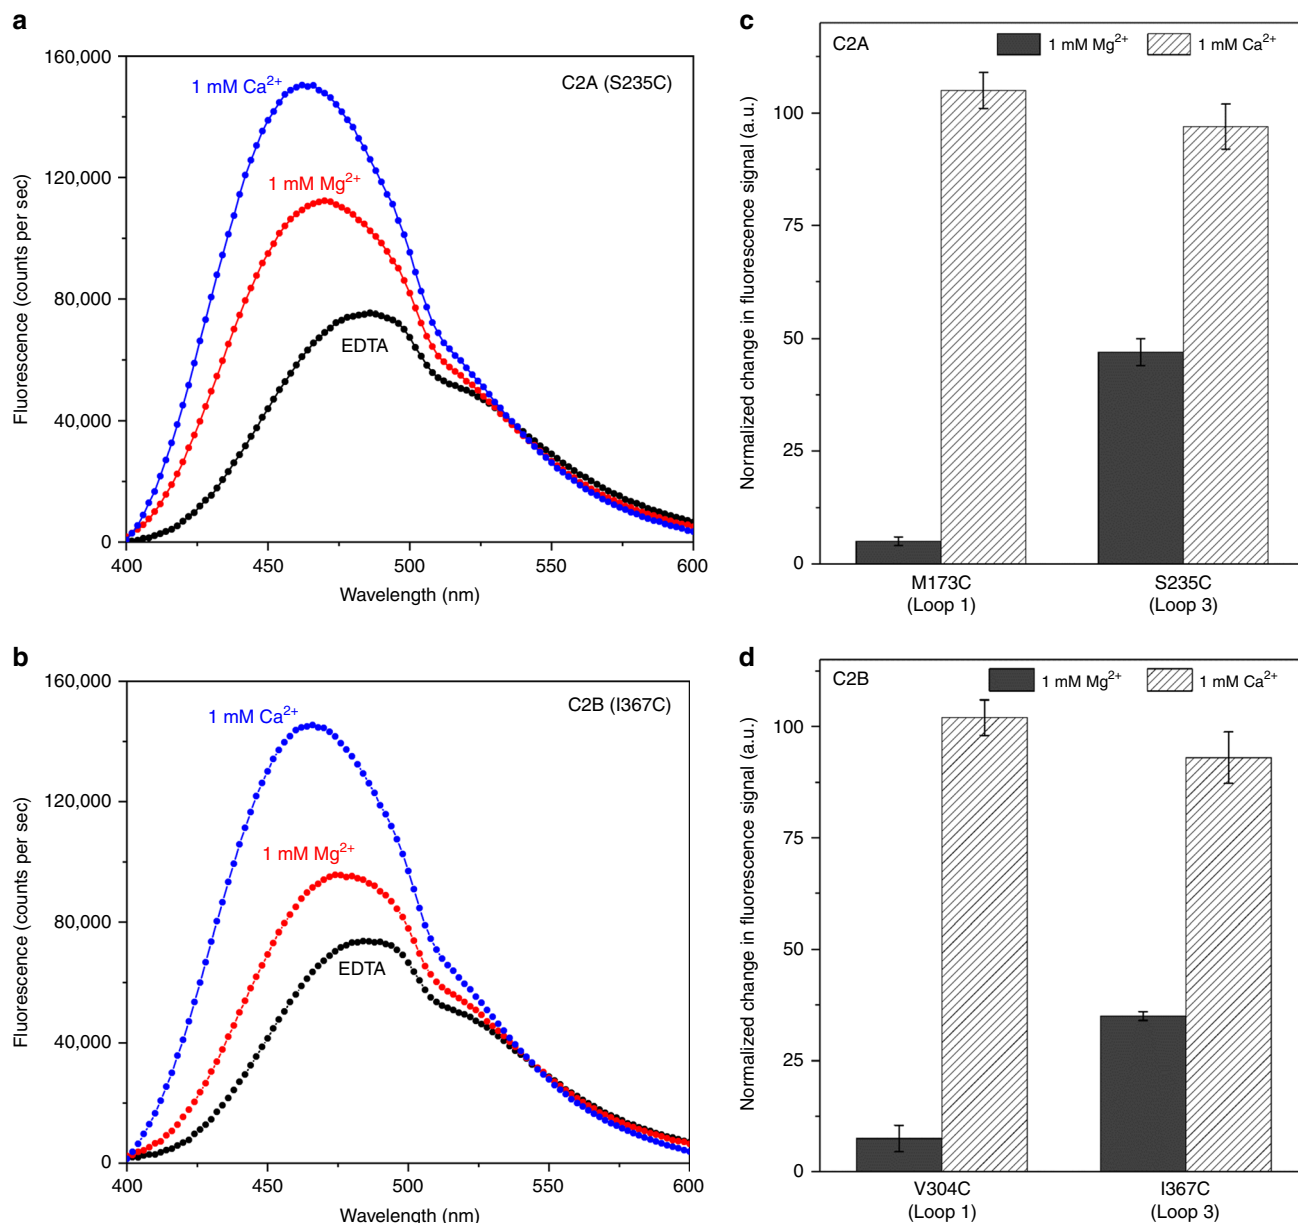 a
160,000
120,000
80,000
40,000
0
Fluorescence (counts per sec)
1 mM Ca²⁺
C2A (S235C)
1 mM Mg²⁺
EDTA
400 450 500 550 600
Wavelength (nm)
b
160,000
120,000
80,000
40,000
0
Fluorescence (counts per sec)
C2B (I367C)
1 mM Ca²⁺
1 mM Mg²⁺
EDTA
400 450 500 550 600
Wavelength (nm)
c
C2A
1 mM Mg²⁺ 1 mM Ca²⁺
100
75
50
25
0
Normalized change in fluorescence signal (a.u.)
M173C S235C
(Loop 1) (Loop 3)
d
C2B
1 mM Mg²⁺ 1 mM Ca²⁺
100
75
50
25
0
Normalized change in fluorescence signal (a.u.)
V304C I367C
(Loop 1) (Loop 3)